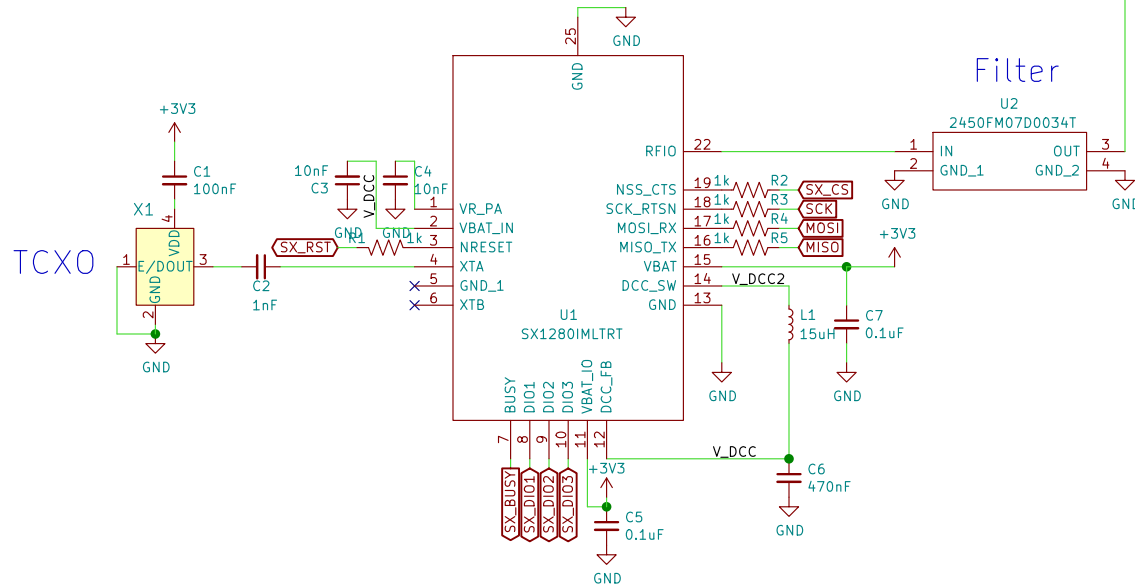 25
GND
GND
Filter
U2
2450FM07D0034T
1 IN OUT 3
2 GND_1 GND_2 4
GND
GND
+3V3
C1
100nF
X1
4
VDD
TCXO
1 E/D OUT 3
GND
2
GND
C2
1nF
10nF
C3
V_DCC
C4
10nF
GND
GND
SX_RST
R1
1k
1 VR_PA
2 VBAT_IN
3 NRESET
4 XTA
5 GND_1
6 XTB
U1
SX1280IMLTRT
RFIO 22
NSS_CTS 19 1k R2 SX_CS
SCK_RTSN 18 1k R3 SCK
MOSI_RX 17 1k R4 MOSI
MISO_TX 16 1k R5 MISO
VBAT 15
DCC_SW 14
GND 13
+3V3
V_DCC2
L1
15uH
C7
0.1uF
GND
GND
BUSY
DIO1
DIO2
DIO3
VBAT_IO
DCC_FB
7
8
9
10
11
12
SX_BUSY
SX_DIO1
SX_DIO2
SX_DIO3
+3V3
V_DCC
C5
0.1uF
GND
C6
470nF
GND